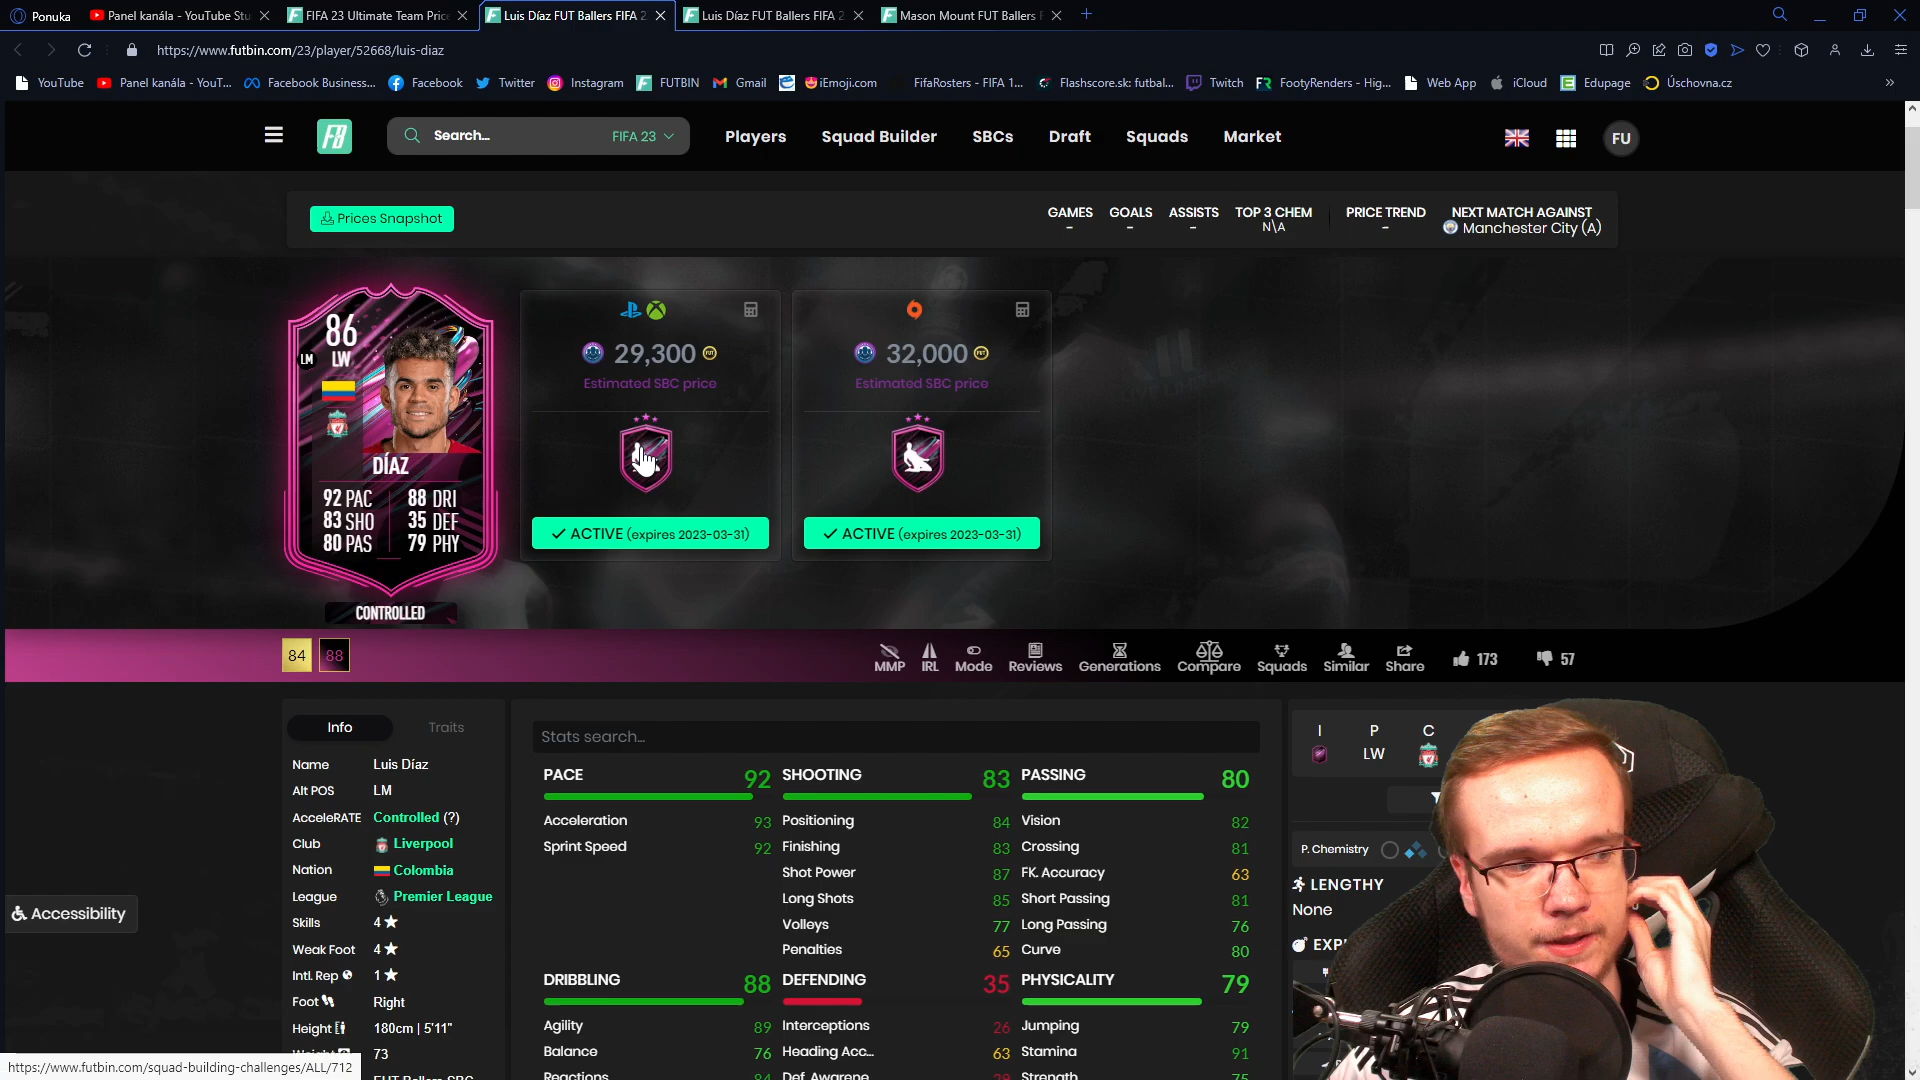 Ponuka
Panel kanála - YouTube Stu
FIFA 23 Ultimate Team Price
Luis Díaz FUT Ballers FIFA 2
Luis Díaz FUT Ballers FIFA 2
Mason Mount FUT Ballers F
https://www.futbin.com/23/player/52668/luis-diaz
YouTube
Panel kanála - YouT...
Facebook Business...
Facebook
Twitter
Instagram
FUTBIN
Gmail
iEmoji.com
FifaRosters - FIFA 1...
Flashscore.sk: futbal...
Twitch
FootyRenders - Hig...
Web App
iCloud
Edupage
Úschovna.cz
»
FB
Search...
FIFA 23
Players
Squad Builder
SBCs
Draft
Squads
Market
FU
Prices Snapshot
GAMES
-
GOALS
-
ASSISTS
-
TOP 3 CHEM
N\A
PRICE TREND
-
NEXT MATCH AGAINST
Manchester City (A)
86
LW
LM
DÍAZ
92 PAC 88 DRI
83 SHO 35 DEF
80 PAS 79 PHY
CONTROLLED
29,300
Estimated SBC price
ACTIVE (expires 2023-03-31)
32,000
Estimated SBC price
ACTIVE (expires 2023-03-31)
84
88
MMP
IRL
Mode
Reviews
Generations
Compare
Squads
Similar
Share
173
57
Info
Traits
Name Luis Díaz
Alt POS LM
AcceleRATE Controlled (?)
Club Liverpool
Nation Colombia
League Premier League
Skills 4
Weak Foot 4
Intl. Rep 1
Foot Right
Height 180cm | 5'11"
73
Stats search...
PACE 92
Acceleration 93
Sprint Speed 92
SHOOTING 83
Positioning 84
Finishing 83
Shot Power 87
Long Shots 85
Volleys 77
Penalties 65
PASSING 80
Vision 82
Crossing 81
FK. Accuracy 63
Short Passing 81
Long Passing 76
Curve 80
DRIBBLING 88
Agility 89
Balance 76
Reactions 84
DEFENDING 35
Interceptions 26
Heading Acc... 63
Def. Awarene
PHYSICALITY 79
Jumping 79
Stamina 91
Strength 75
I
P
C
LW
P. Chemistry
LENGTHY
None
EXP
Accessibility
https://www.futbin.com/squad-building-challenges/ALL/712